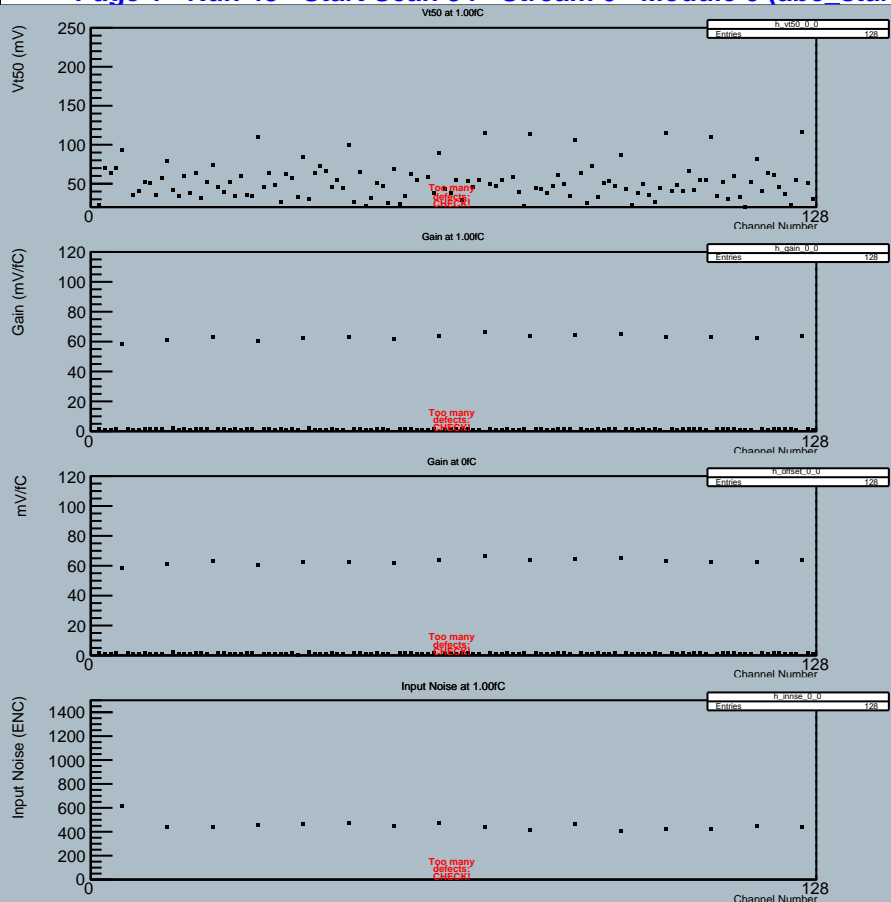 Vt50 at 1.00fC
h_vt50_0_0
Entries 128
Vt50 (mV)
250
200
150
100
50
Too many
defects:
CHECK!
0
128
Channel Number
Gain at 1.00fC
h_gain_0_0
Entries 128
Gain (mV/fC)
120
100
80
60
40
20
0
Too many
defects:
CHECK!
0
128
Channel Number
Gain at 0fC
h_offset_0_0
Entries 128
mV/fC
120
100
80
60
40
20
0
Too many
defects:
CHECK!
0
128
Channel Number
Input Noise at 1.00fC
h_innse_0_0
Entries 128
Input Noise (ENC)
1400
1200
1000
800
600
400
200
0
Too many
defects:
CHECK!
0
128
Channel Number